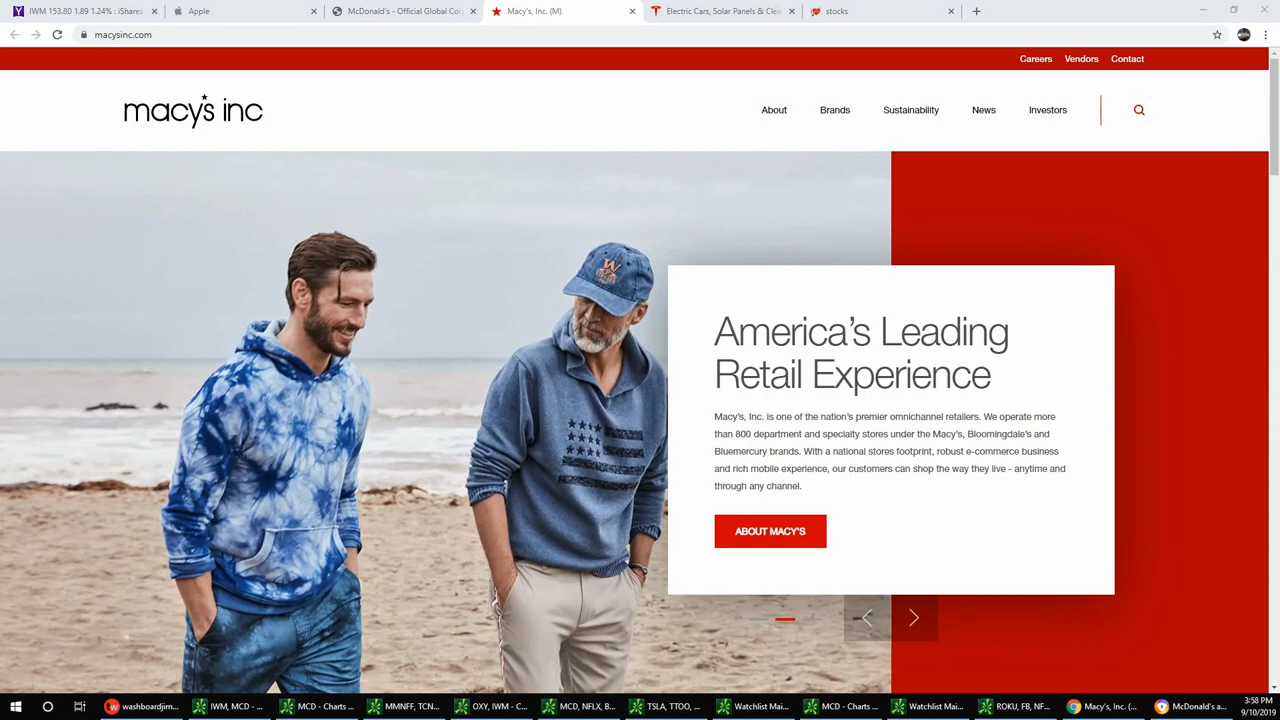 IWM 153.80 1.89 1.24% : iShares
Apple
McDonald's - Official Global Cor
Macy's, Inc. (M)
Electric Cars, Solar Panels & Clea
stocks
macysinc.com
Careers Vendors Contact
macy's inc
About Brands Sustainability News Investors
America's Leading
Retail Experience
Macy's, Inc. is one of the nation's premier omnichannel retailers. We operate more
than 800 department and specialty stores under the Macy's, Bloomingdale's and
Bluemercury brands. With a national stores footprint, robust e-commerce business
and rich mobile experience, our customers can shop the way they live - anytime and
through any channel.
ABOUT MACY'S
washboardjim...
IWM, MCD - ...
MCD - Charts ...
MMNFF, TCN...
OXY, IWM - C...
MCD, NFLX, B...
TSLA, TTOO, ...
Watchlist Mai...
MCD - Charts ...
Watchlist Mai...
ROKU, FB, NF...
Macy's, Inc. (...
McDonald's a...
3:58 PM
9/10/2019